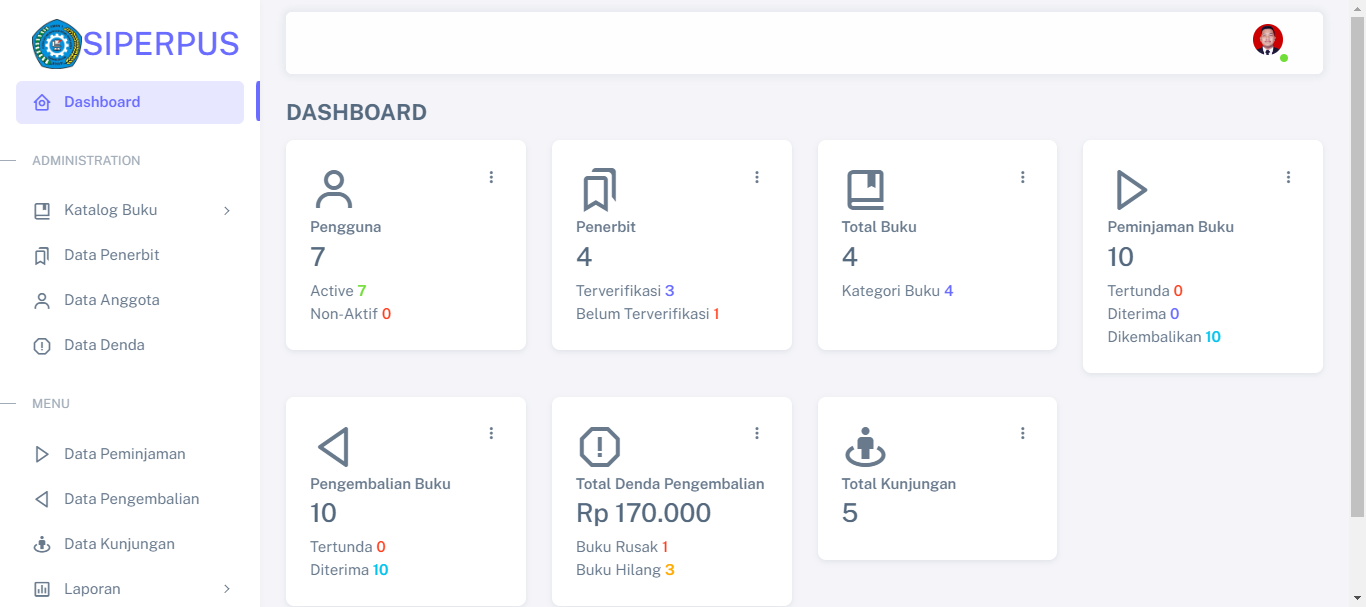 SIPERPUS
Dashboard
ADMINISTRATION
Katalog Buku
Data Penerbit
Data Anggota
Data Denda
MENU
Data Peminjaman
Data Pengembalian
Data Kunjungan
Laporan
DASHBOARD
Pengguna
7
Active 7
Non-Aktif 0
Penerbit
4
Terverifikasi 3
Belum Terverifikasi 1
Total Buku
4
Kategori Buku 4
Peminjaman Buku
10
Tertunda 0
Diterima 0
Dikembalikan 10
Pengembalian Buku
10
Tertunda 0
Diterima 10
Total Denda Pengembalian
Rp 170.000
Buku Rusak 1
Buku Hilang 3
Total Kunjungan
5